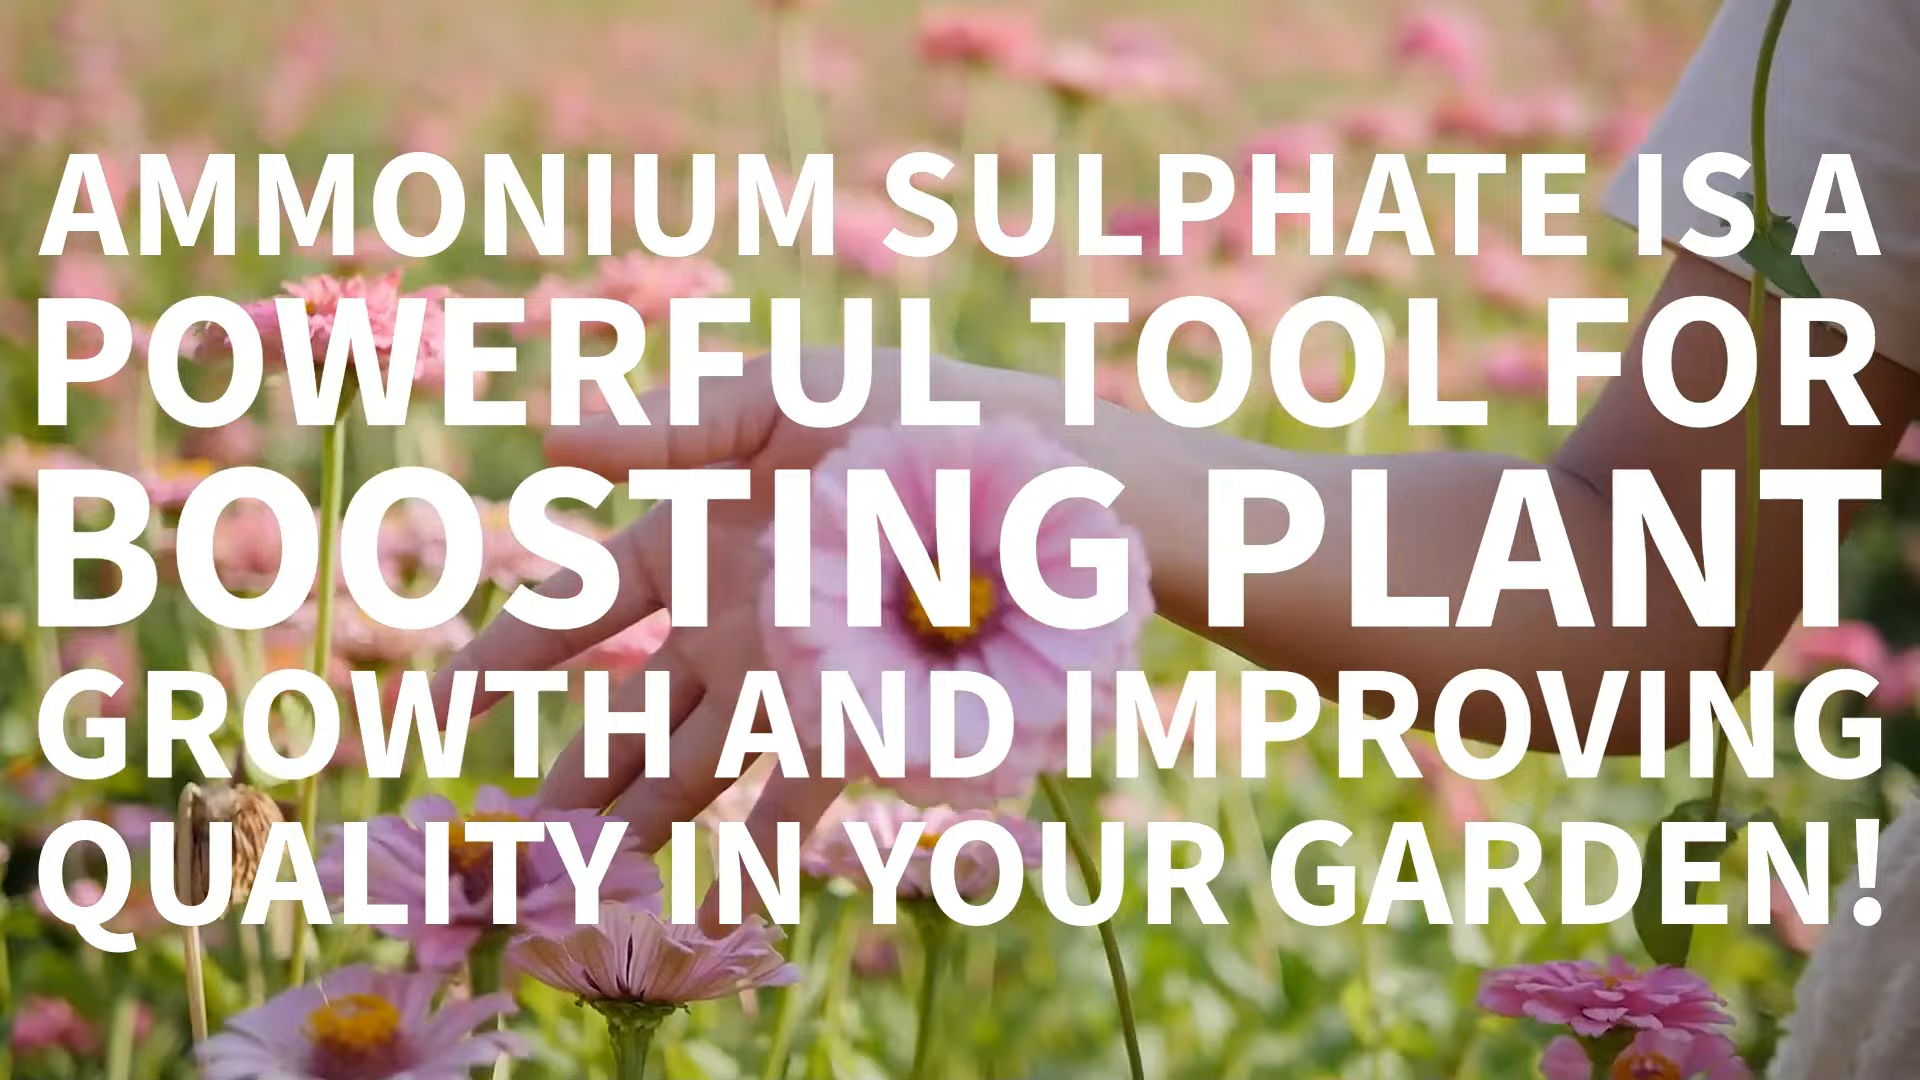 AMMONIUM SULPHATE IS A
POWERFUL TOOL FOR
BOOSTING PLANT
GROWTH AND IMPROVING
QUALITY IN YOUR GARDEN!